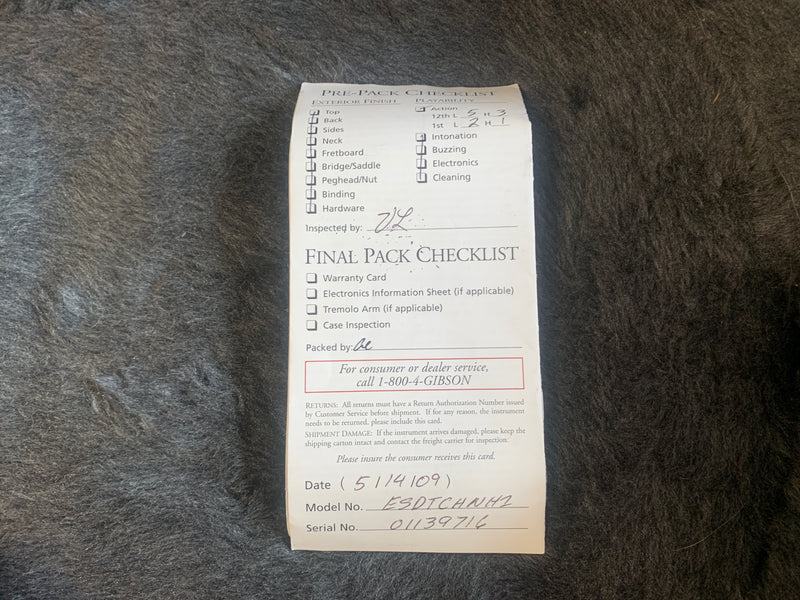 PRE-PACK CHECKLIST
EXTERIOR FINISH PLAYABILITY
Top Action
Back 12th L 5 H 3
Sides 1st L 2 H 1
Neck Intonation
Fretboard Buzzing
Bridge/Saddle Electronics
Peghead/Nut Cleaning
Binding
Hardware
Inspected by: VL
FINAL PACK CHECKLIST
Warranty Card
Electronics Information Sheet (if applicable)
Tremolo Arm (if applicable)
Case Inspection
Packed by:
For consumer or dealer service,
call 1-800-4-GIBSON
RETURNS: All returns must have a Return Authorization Number issued
by Customer Service before shipment. If for any reason, the instrument
needs to be returned, please include this card.
SHIPMENT DAMAGE: If the instrument arrives damaged, please keep the
shipping carton intact and contact the freight carrier for inspection.
Please insure the consumer receives this card.
Date (5/14/09)
Model No. ESDTCHNH1
Serial No. 01139716